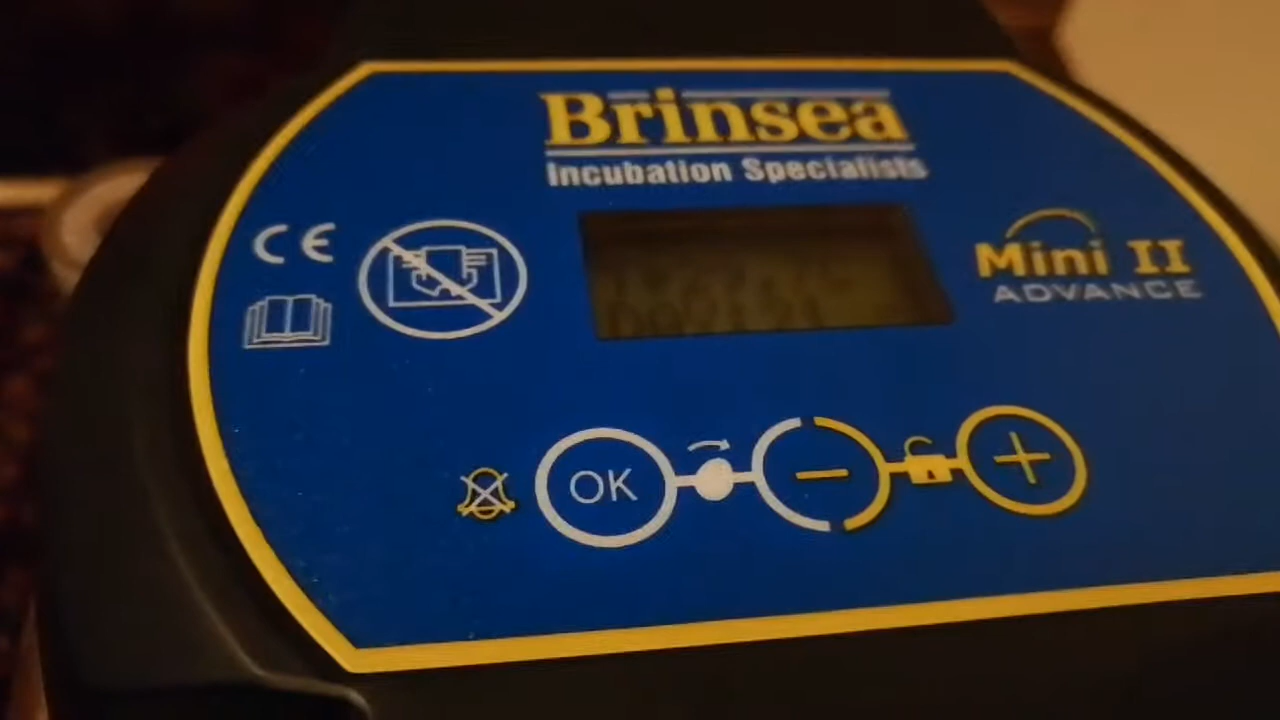 Brinsea
Incubation Specialists
CE
Mini II
ADVANCE
OK